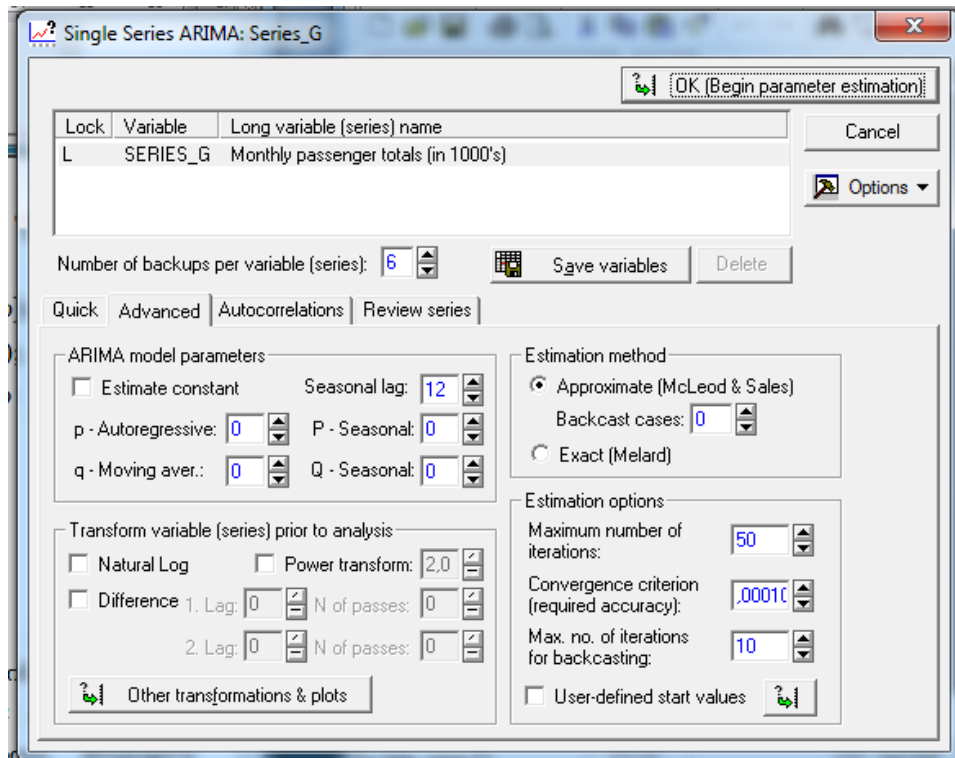 Single Series ARIMA: Series_G
OK (Begin parameter estimation)
Lock Variable Long variable (series) name
L SERIES_G Monthly passenger totals (in 1000's)
Cancel
Options
Number of backups per variable (series): 6 Save variables Delete
Quick Advanced Autocorrelations Review series
ARIMA model parameters
Estimate constant Seasonal lag: 12
p - Autoregressive: 0 P - Seasonal: 0
q - Moving aver.: 0 Q - Seasonal: 0
Transform variable (series) prior to analysis
Natural Log Power transform: 2,0
Difference 1. Lag: 0 N of passes: 0
2. Lag: 0 N of passes: 0
Other transformations & plots
Estimation method
Approximate (McLeod & Sales)
Backcast cases: 0
Exact (Melard)
Estimation options
Maximum number of
iterations: 50
Convergence criterion
(required accuracy): ,00010
Max. no. of iterations
for backcasting: 10
User-defined start values